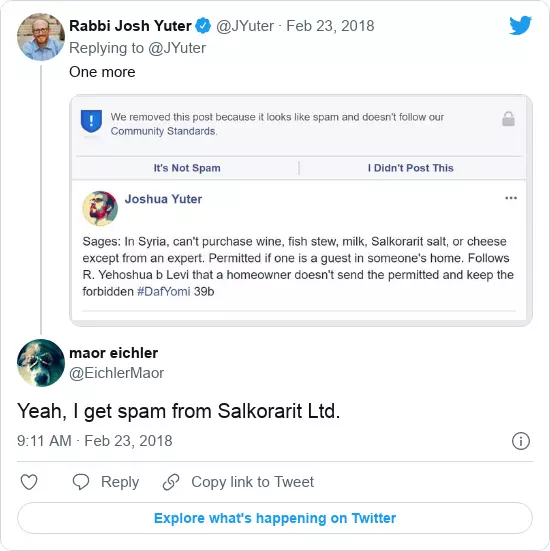 Rabbi Josh Yuter @JYuter · Feb 23, 2018
Replying to @JYuter
One more
We removed this post because it looks like spam and doesn't follow our
Community Standards.
It's Not Spam I Didn't Post This
Joshua Yuter
Sages: In Syria, can't purchase wine, fish stew, milk, Salkorarit salt, or cheese
except from an expert. Permitted if one is a guest in someone's home. Follows
R. Yehoshua b Levi that a homeowner doesn't send the permitted and keep the
forbidden #DafYomi 39b
maor eichler
@EichlerMaor
Yeah, I get spam from Salkorarit Ltd.
9:11 AM · Feb 23, 2018
Reply Copy link to Tweet
Explore what's happening on Twitter